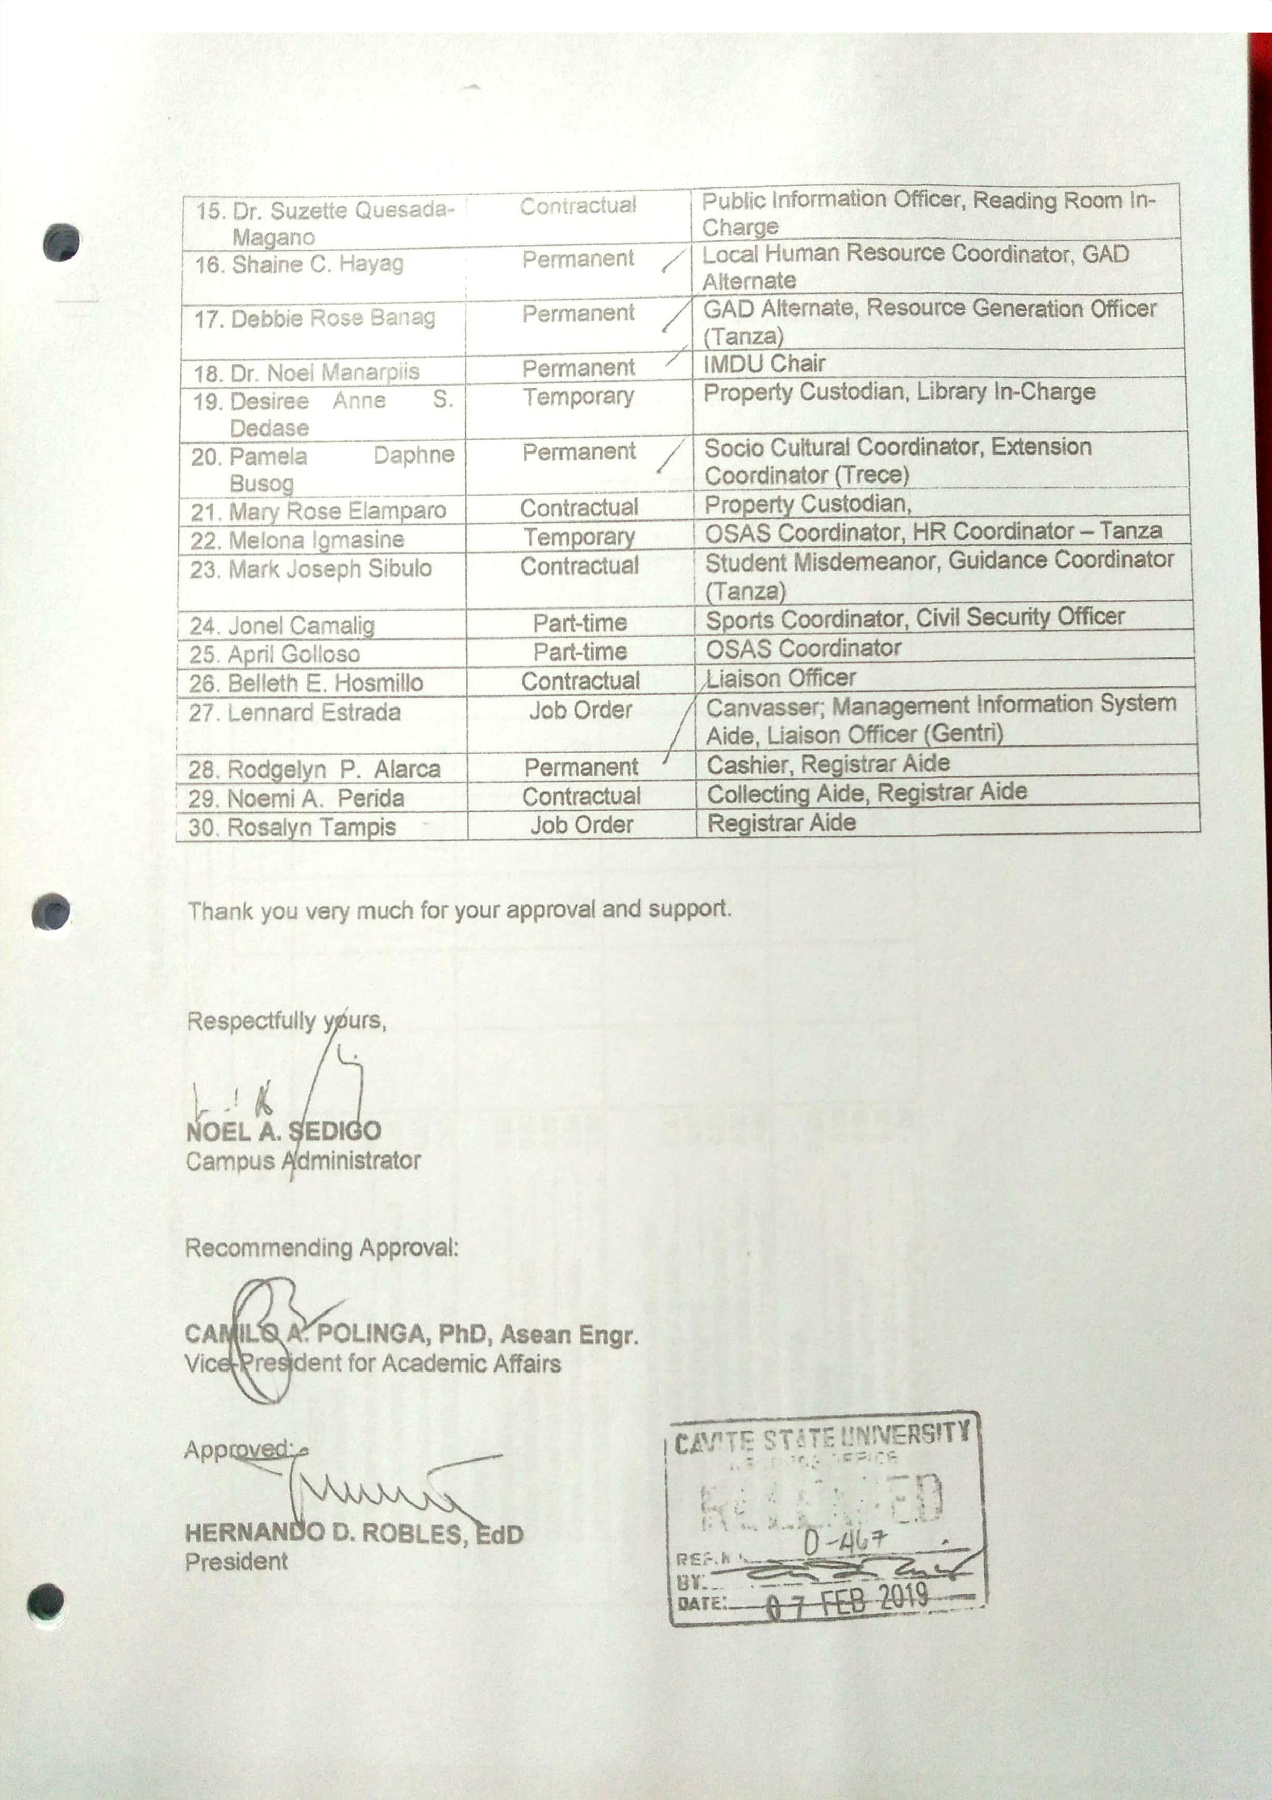 15. Dr. Suzette Quesada- Contractual Public Information Officer, Reading Room In-
Magano Charge
16. Shaine C. Hayag Permanent Local Human Resource Coordinator, GAD
Alternate
17. Debbie Rose Banag Permanent GAD Alternate, Resource Generation Officer
(Tanza)
18. Dr. Noel Manarpiis Permanent IMDU Chair
19. Desiree Anne S. Temporary Property Custodian, Library In-Charge
Dedase
20. Pamela Daphne Permanent Socio Cultural Coordinator, Extension
Busog Coordinator (Trece)
21. Mary Rose Elamparo Contractual Property Custodian,
22. Melona Igmasine Temporary OSAS Coordinator, HR Coordinator – Tanza
23. Mark Joseph Sibulo Contractual Student Misdemeanor, Guidance Coordinator
(Tanza)
24. Jonel Camalig Part-time Sports Coordinator, Civil Security Officer
25. April Golloso Part-time OSAS Coordinator
26. Belleth E. Hosmillo Contractual Liaison Officer
27. Lennard Estrada Job Order Canvasser; Management Information System
Aide, Liaison Officer (Gentri)
28. Rodgelyn P. Alarca Permanent Cashier, Registrar Aide
29. Noemi A. Perida Contractual Collecting Aide, Registrar Aide
30. Rosalyn Tampis Job Order Registrar Aide
Thank you very much for your approval and support.
Respectfully yours,
NOEL A. SEDIGO
Campus Administrator
Recommending Approval:
CAMILO A. POLINGA, PhD, Asean Engr.
Vice-President for Academic Affairs
Approved:
HERNANDO D. ROBLES, EdD
President
CAVITE STATE UNIVERSITY
OFFICE
RELEASED
D-467
REF.N
BY:
DATE: 07 FEB 2019